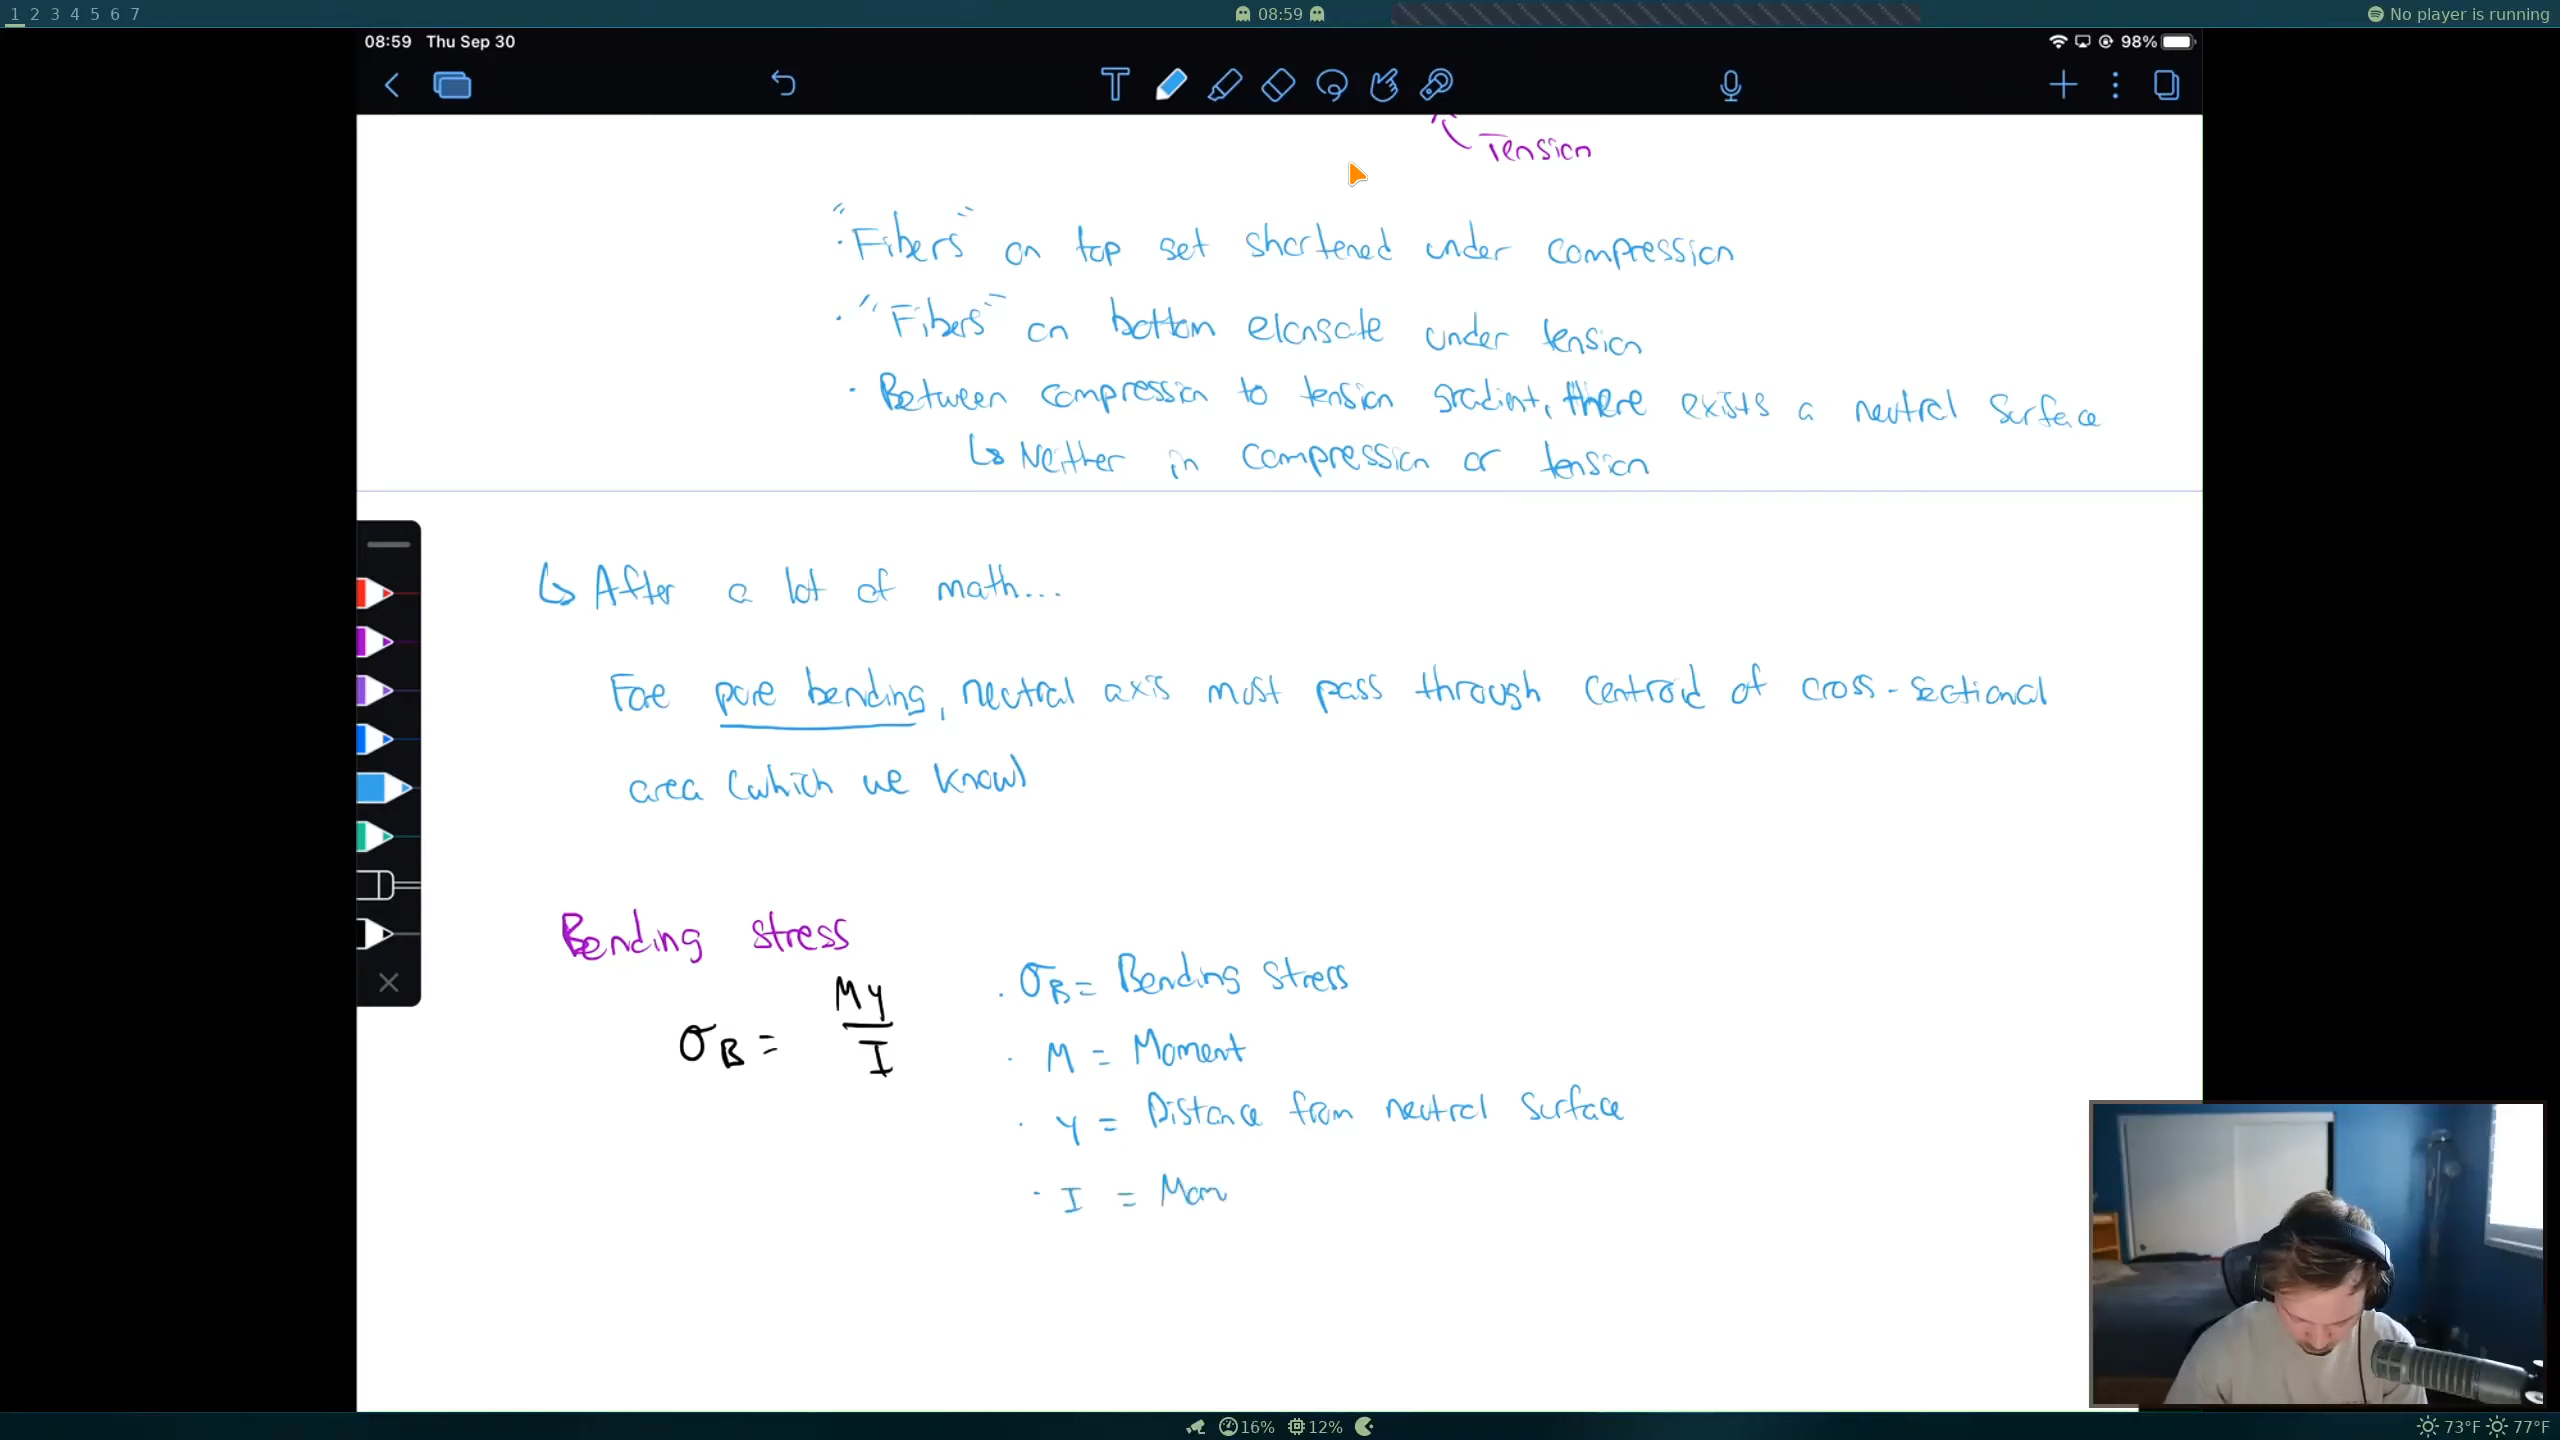 1 2 3 4 5 6 7
08:59
No player is running
08:59 Thu Sep 30
98%
Tension
· "Fibers" on top get shortened under compression
· "Fibers" on bottom elongate under tension
· Between compression to tension gradint, there exists a neutral surface
↳ Neither in compression or tension
↳ After a lot of math...
Fore pure bending, neutral axis must pass through centroid of cross-sectional
area (which we know)
Bending stress
σB = My/I
· σB = Bending stress
· M = Moment
· y = Distance from neutral surface
· I = Mom
16% 12%
73°F 77°F